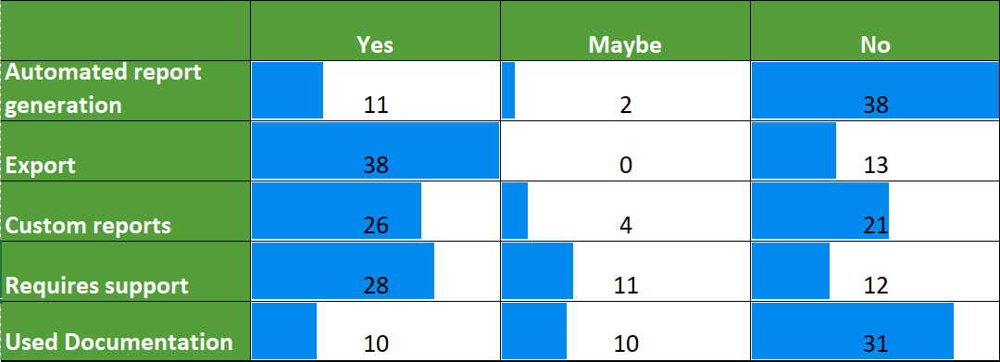 Yes Maybe No
Automated report
generation 11 2 38
Export 38 0 13
Custom reports 26 4 21
Requires support 28 11 12
Used Documentation 10 10 31